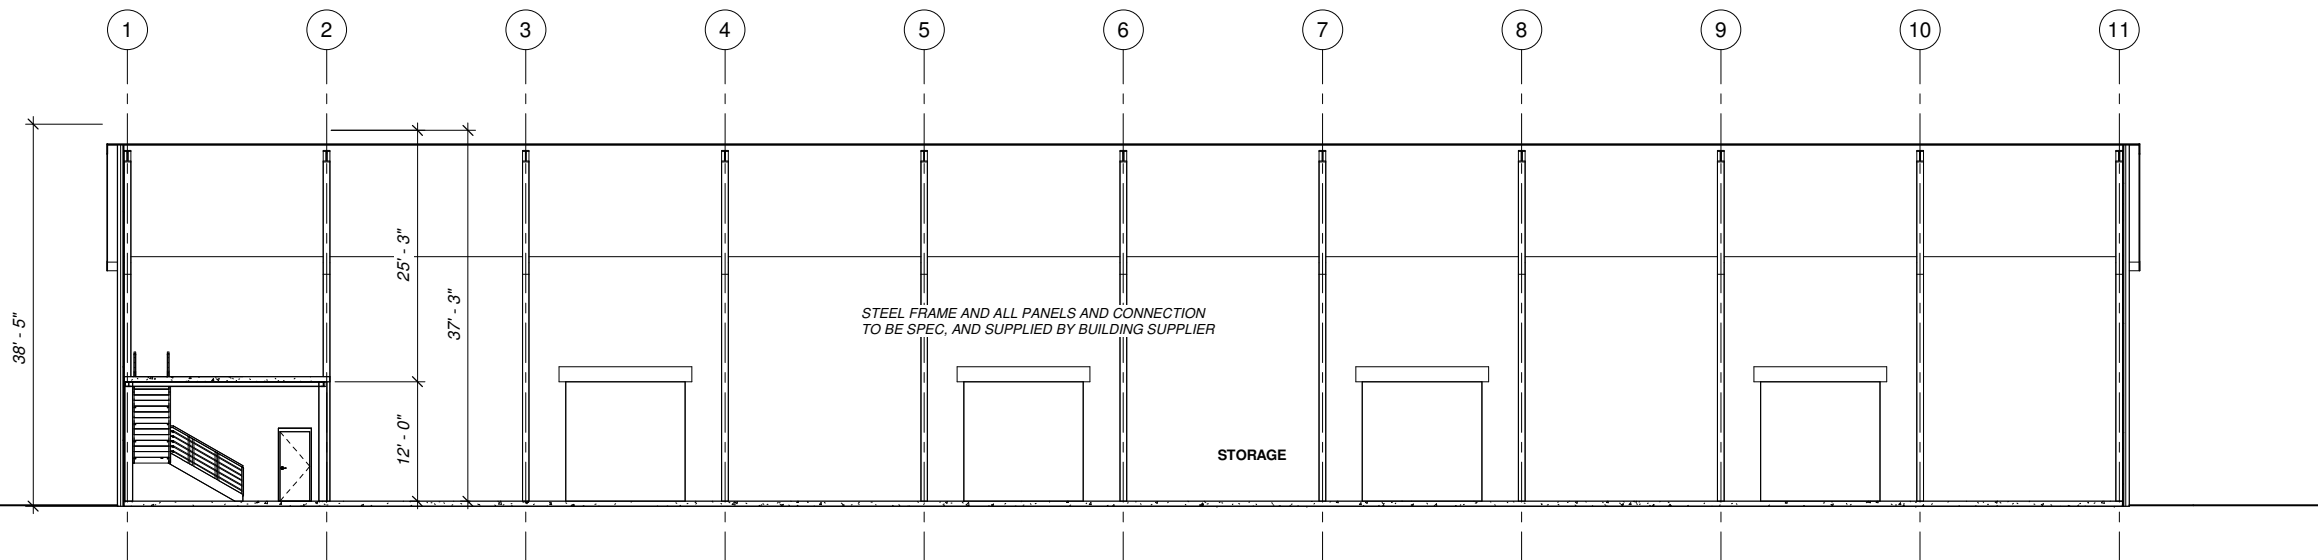 1 2 3 4 5 6 7 8 9 10 11
25' - 3"
37' - 3"
38' - 5"
STEEL FRAME AND ALL PANELS AND CONNECTION
TO BE SPEC, AND SUPPLIED BY BUILDING SUPPLIER
12' - 0"
STORAGE